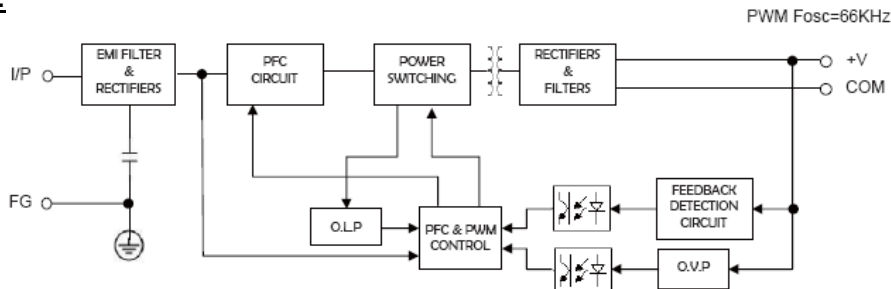 PWM Fosc=66KHz
I/P
EMI FILTER
&
RECTIFIERS
PFC
CIRCUIT
POWER
SWITCHING
RECTIFIERS
&
FILTERS
+V
COM
FG
O.L.P
PFC & PWM
CONTROL
FEEDBACK
DETECTION
CIRCUIT
O.V.P